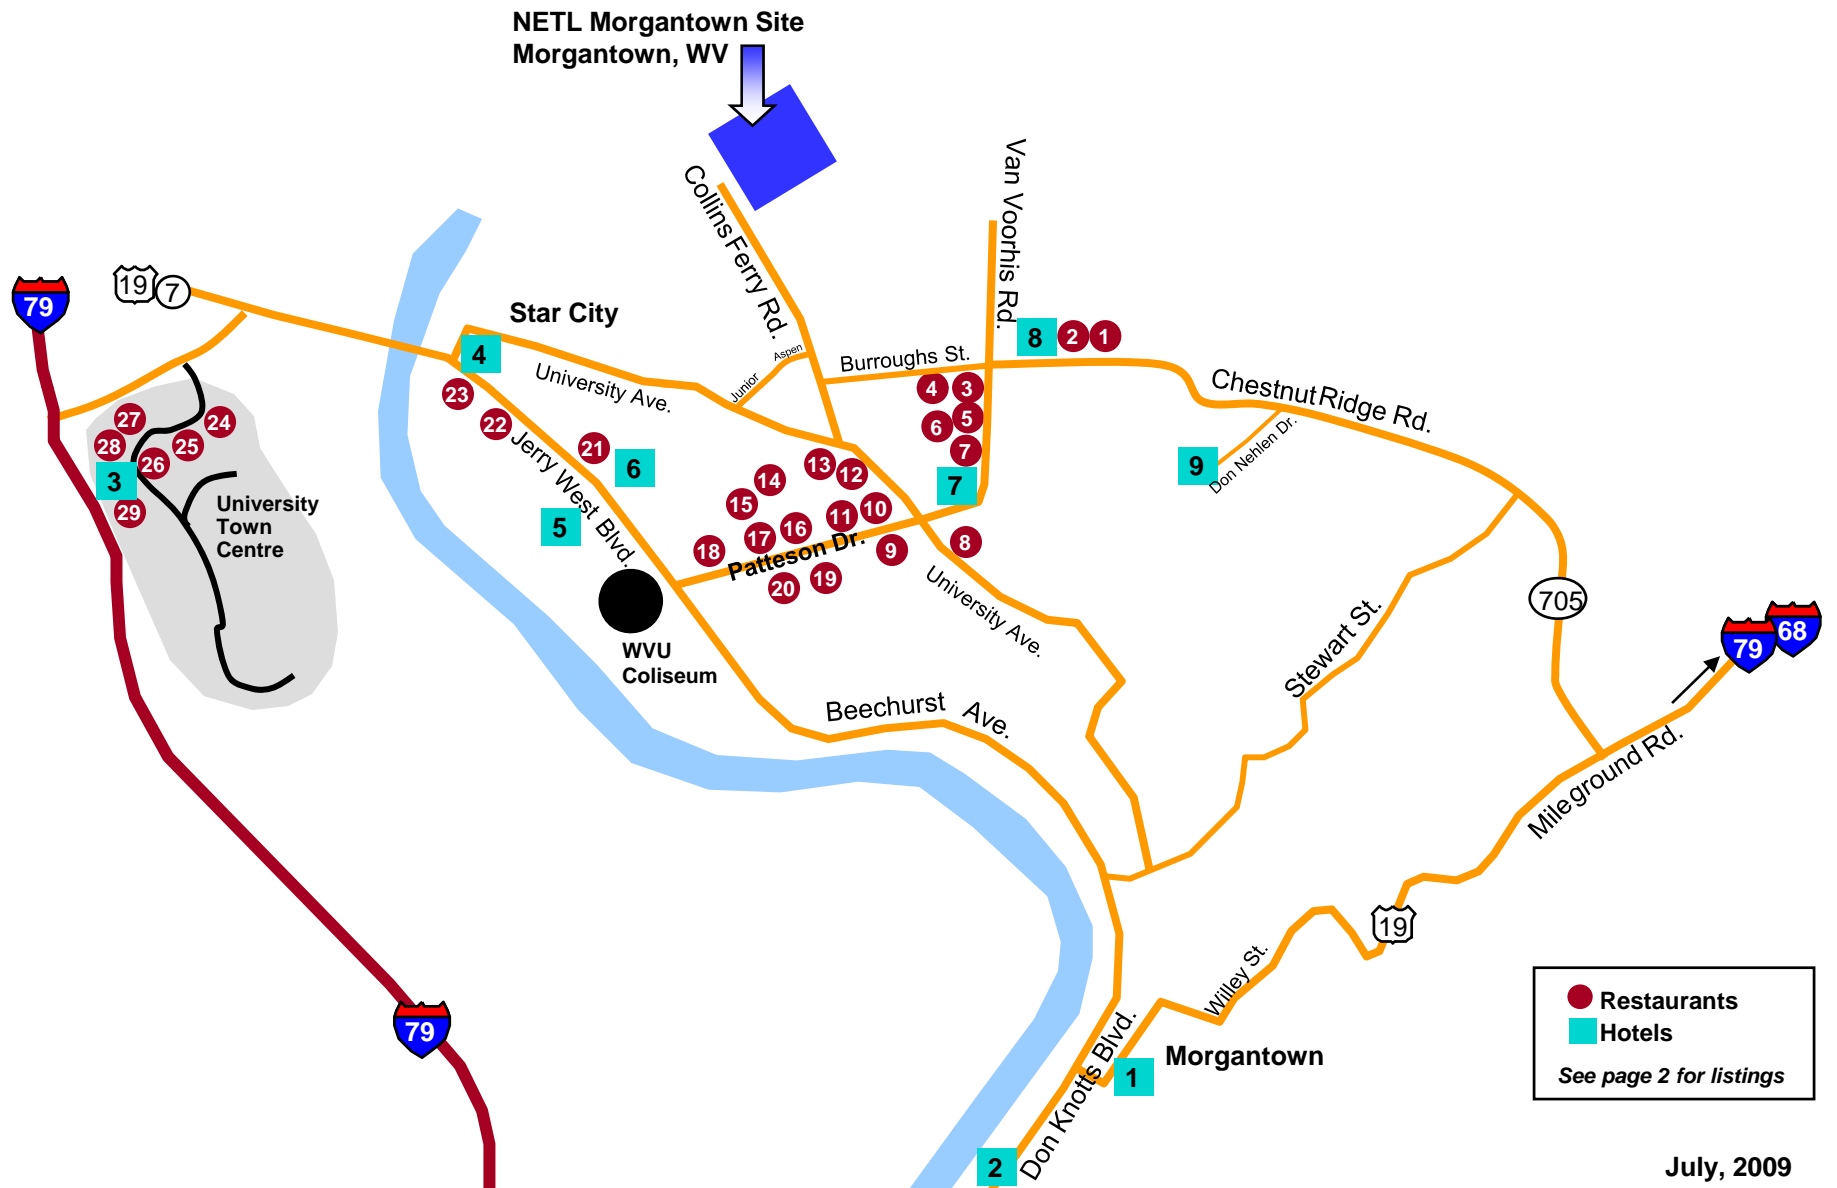 NETL Morgantown Site
Morgantown, WV
Collins Ferry Rd.
Van Voorhis Rd.
79
19
7
Star City
4
Aspen
Junior
Burroughs St.
8
2
1
University Ave.
23
22
21
6
5
Jerry West Blvd.
4
3
6
5
7
7
Chestnut Ridge Rd.
9
Don Nehlen Dr.
27
24
28
25
26
3
29
University
Town
Centre
13
12
14
15
11
10
16
17
18
Patteson Dr.
9
8
20
19
University Ave.
WVU
Coliseum
Stewart St.
705
79
68
Beechurst Ave.
Mileground Rd.
19
Willey St.
79
Don Knotts Blvd.
1
Morgantown
2
Restaurants
Hotels
See page 2 for listings
July, 2009